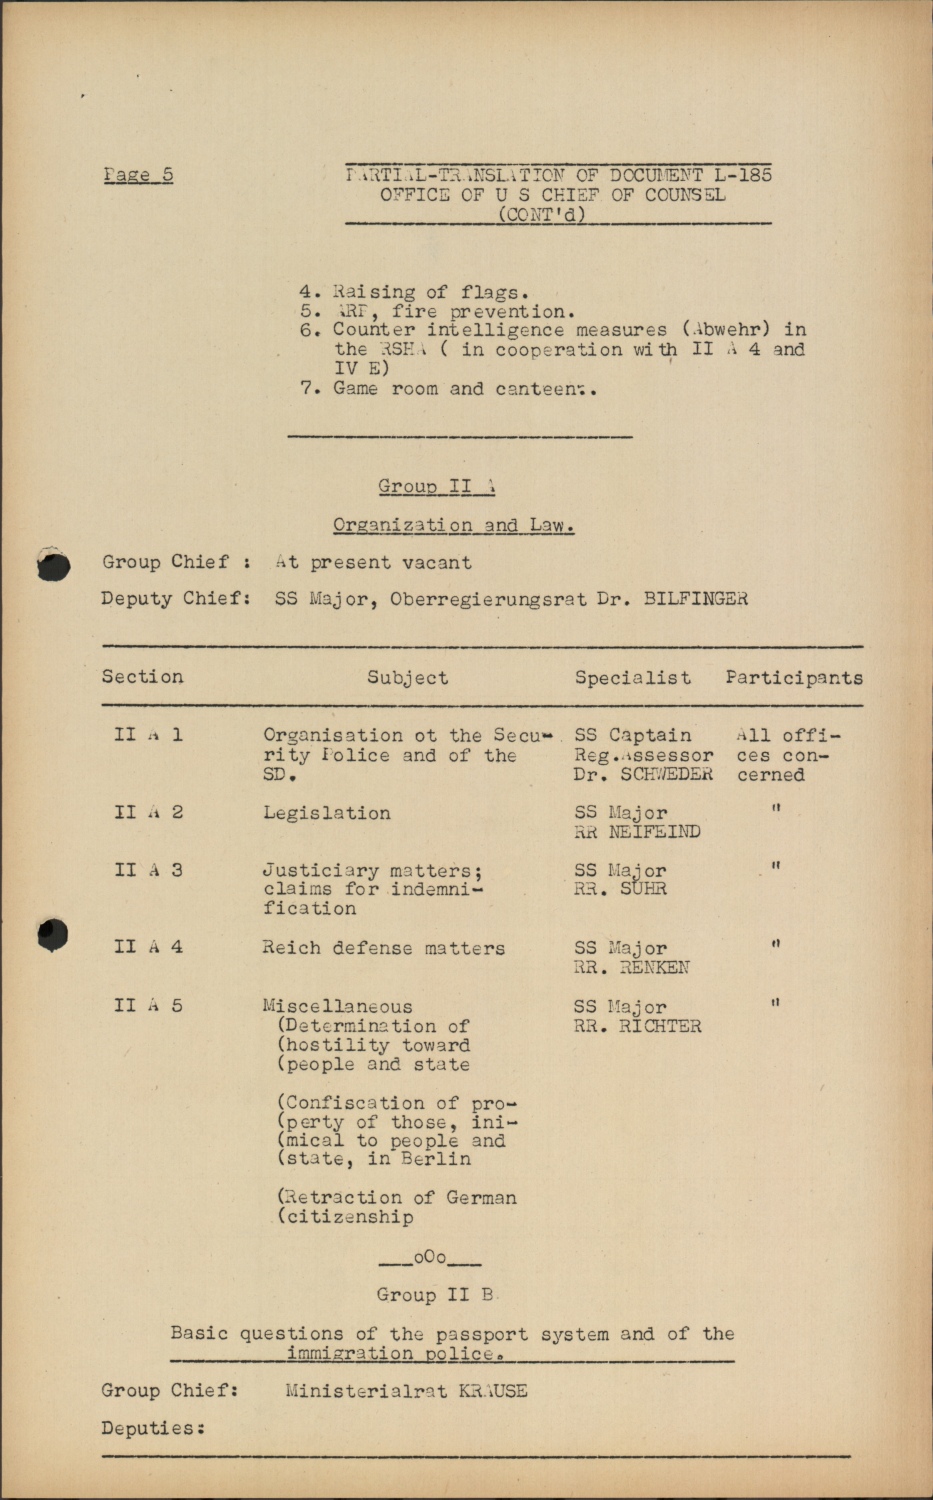 Page 5
PARTIAL-TRANSLATION OF DOCUMENT L-185
OFFICE OF U S CHIEF OF COUNSEL
(CONT'd)
4. Raising of flags.
5. ARP, fire prevention.
6. Counter intelligence measures (Abwehr) in
the RSHA ( in cooperation with II A 4 and
IV E)
7. Game room and canteens.
Group II A
Organization and Law.
Group Chief : At present vacant
Deputy Chief: SS Major, Oberregierungsrat Dr. BILFINGER
Section Subject Specialist Participants
II A 1 Organisation ot the Secu- SS Captain All offi-
rity Police and of the Reg.Assessor ces con-
SD. Dr. SCHWEDER cerned
II A 2 Legislation SS Major "
RR NEIFEIND
II A 3 Justiciary matters; SS Major "
claims for indemni- RR. SUHR
fication
II A 4 Reich defense matters SS Major "
RR. RENKEN
II A 5 Miscellaneous SS Major "
(Determination of RR. RICHTER
(hostility toward
(people and state
(Confiscation of pro-
(perty of those, ini-
(mical to people and
(state, in Berlin
(Retraction of German
(citizenship
___oOo___
Group II B
Basic questions of the passport system and of the
immigration police.
Group Chief: Ministerialrat KRAUSE
Deputies: